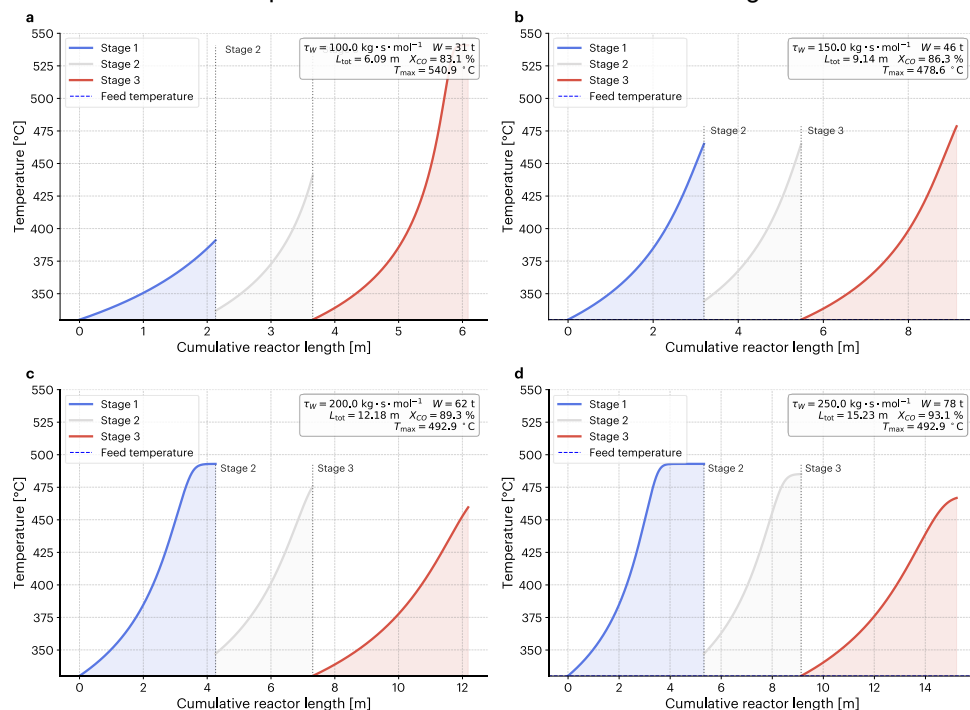 a
Temperature [°C]
550
525
500
475
450
425
400
375
350
Stage 1
Stage 2
Stage 3
Feed temperature
Stage 2
τW = 100.0 kg·s·mol⁻¹ W = 31 t
Ltot = 6.09 m XCO = 83.1 %
Tmax = 540.9 °C
0 1 2 3 4 5 6
Cumulative reactor length [m]
b
Temperature [°C]
550
525
500
475
450
425
400
375
350
Stage 1
Stage 2
Stage 3
Feed temperature
τW = 150.0 kg·s·mol⁻¹ W = 46 t
Ltot = 9.14 m XCO = 86.3 %
Tmax = 478.6 °C
Stage 2
Stage 3
0 2 4 6 8
Cumulative reactor length [m]
c
Temperature [°C]
550
525
500
475
450
425
400
375
350
Stage 1
Stage 2
Stage 3
Feed temperature
τW = 200.0 kg·s·mol⁻¹ W = 62 t
Ltot = 12.18 m XCO = 89.3 %
Tmax = 492.9 °C
Stage 2
Stage 3
0 2 4 6 8 10 12
Cumulative reactor length [m]
d
Temperature [°C]
550
525
500
475
450
425
400
375
350
Stage 1
Stage 2
Stage 3
Feed temperature
τW = 250.0 kg·s·mol⁻¹ W = 78 t
Ltot = 15.23 m XCO = 93.1 %
Tmax = 492.9 °C
Stage 2
Stage 3
0 2 4 6 8 10 12 14
Cumulative reactor length [m]